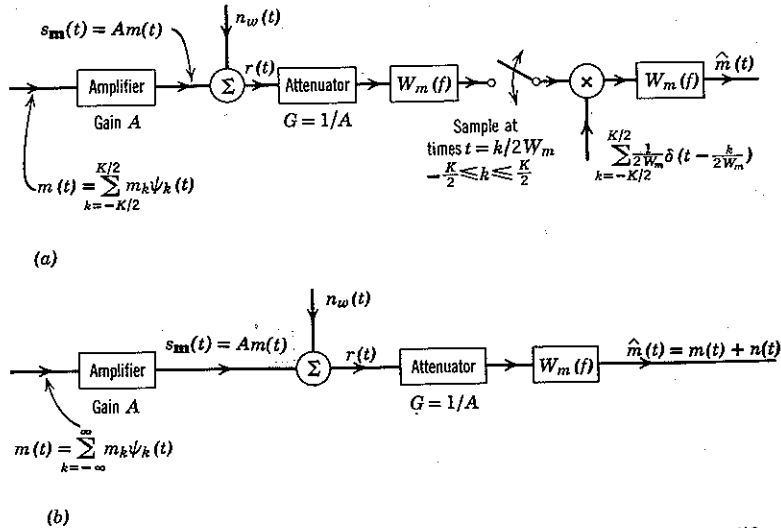 s_m(t) = Am(t)
n_w(t)
r(t)
Amplifier
Gain A
Σ
Attenuator
G = 1/A
W_m(f)
Sample at
times t = k/2W_m
-K/2 ≤ k ≤ K/2
×
W_m(f)
m̂(t)
m(t) = Σ_{k=-K/2}^{K/2} m_k ψ_k(t)
Σ_{k=-K/2}^{K/2} 1/2W_m δ(t - k/2W_m)
(a)
n_w(t)
s_m(t) = Am(t)
r(t)
Amplifier
Gain A
Σ
Attenuator
G = 1/A
W_m(f)
m̂(t) = m(t) + n(t)
m(t) = Σ_{k=-∞}^{∞} m_k ψ_k(t)
(b)